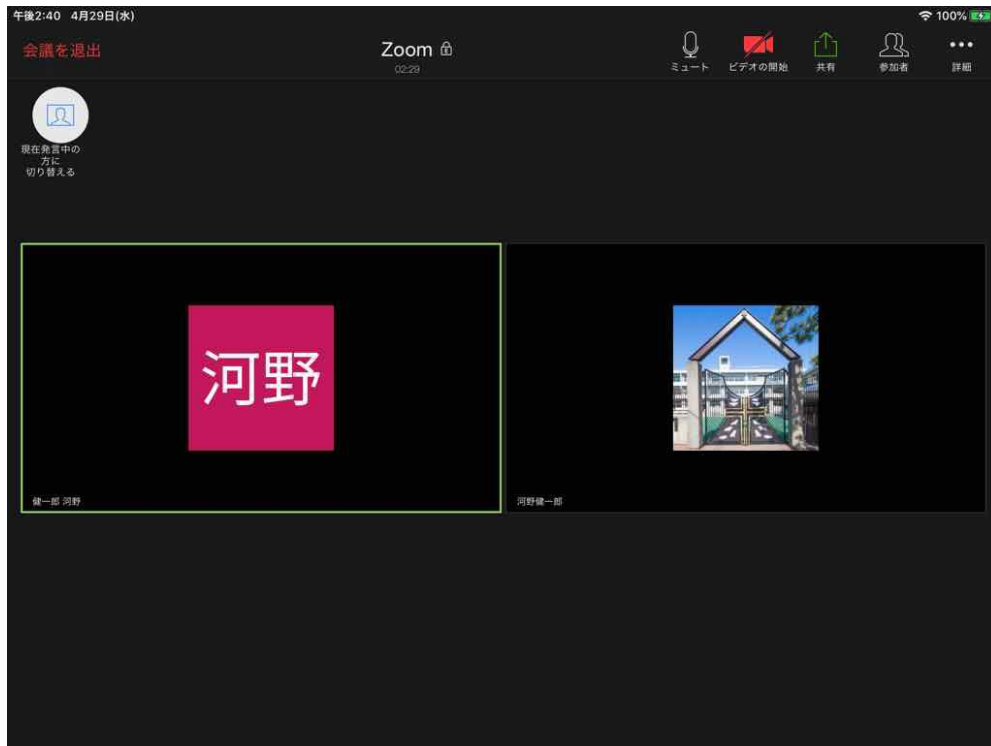 午後2:40 4月29日(水)
100%
会議を退出
Zoom
02:29
ミュート
ビデオの開始
共有
参加者
詳細
現在発言中の
方に
切り替える
河野
健一郎 河野
河野健一郎